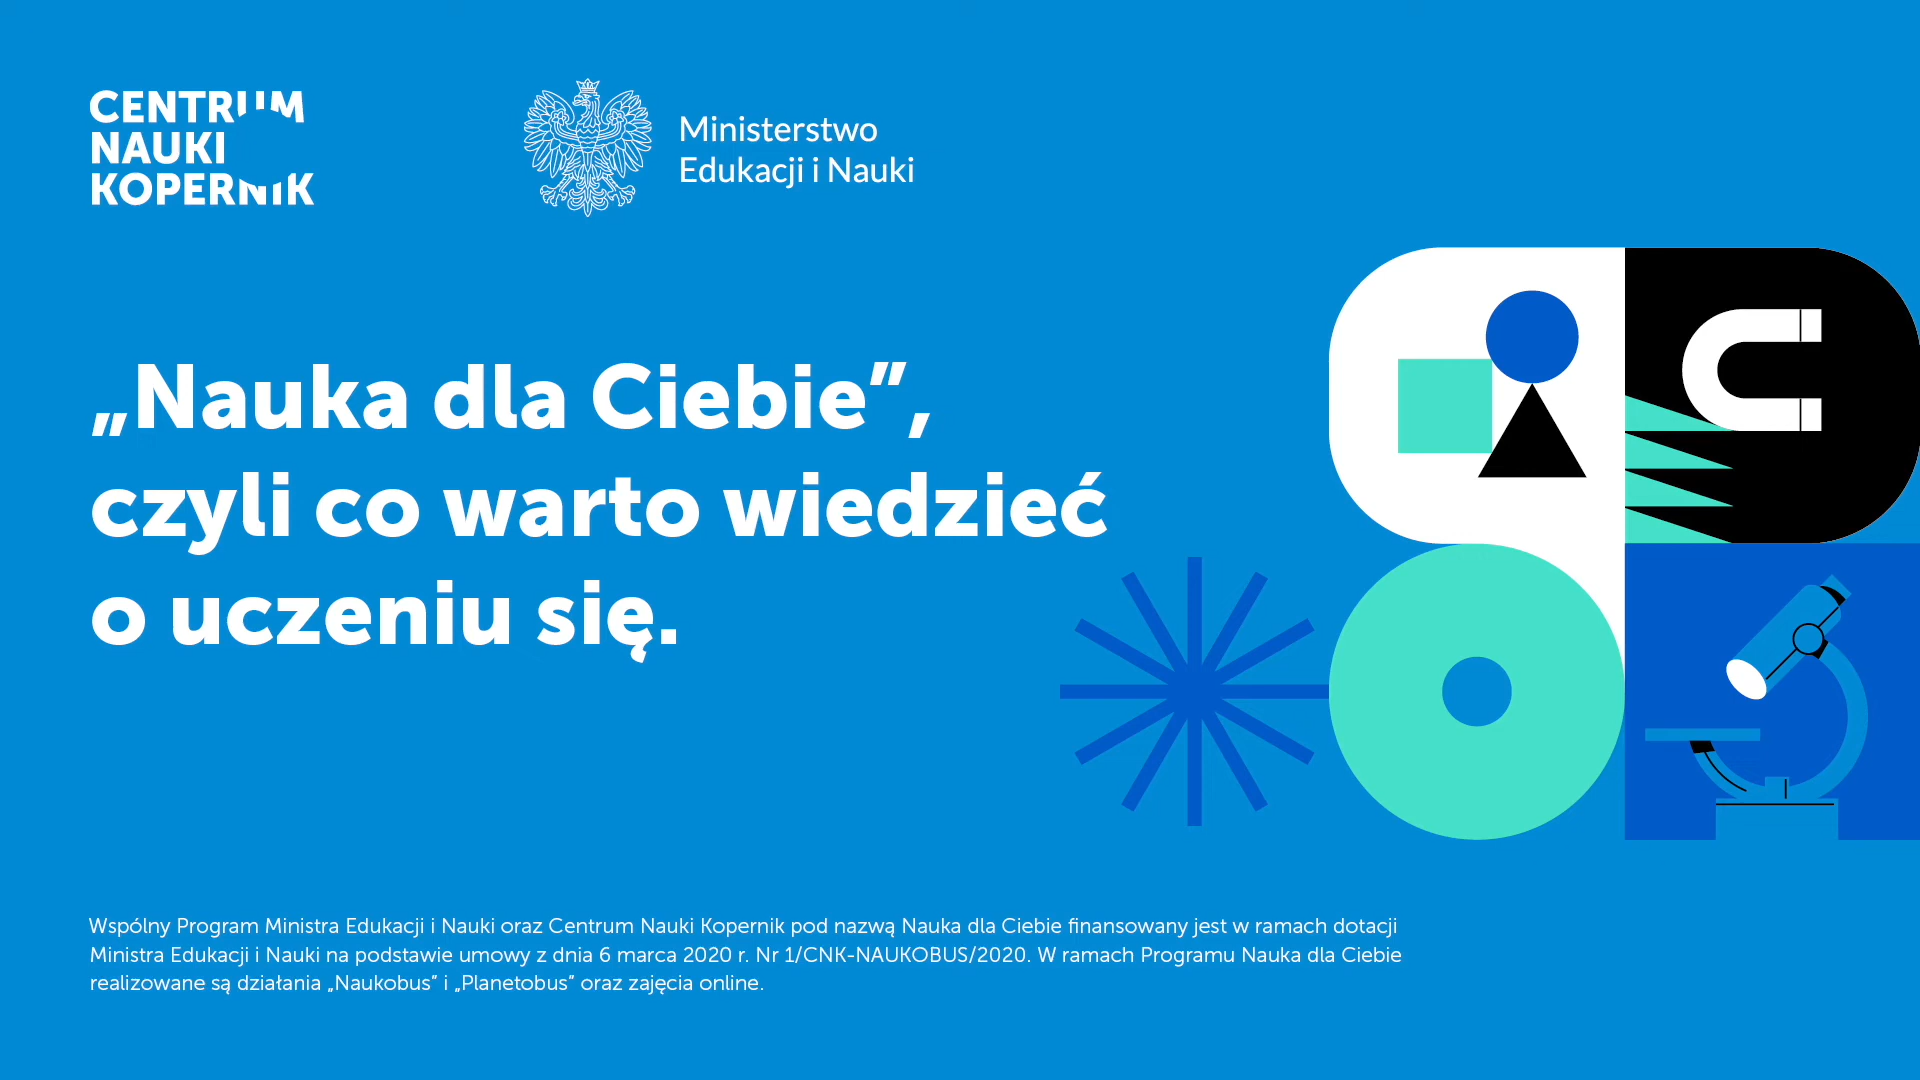 CENTRUM
NAUKI
KOPERNIK
Ministerstwo
Edukacji i Nauki
„Nauka dla Ciebie”,
czyli co warto wiedzieć
o uczeniu się.
Wspólny Program Ministra Edukacji i Nauki oraz Centrum Nauki Kopernik pod nazwą Nauka dla Ciebie finansowany jest w ramach dotacji
Ministra Edukacji i Nauki na podstawie umowy z dnia 6 marca 2020 r. Nr 1/CNK-NAUKOBUS/2020. W ramach Programu Nauka dla Ciebie
realizowane są działania „Naukobus” i „Planetobus” oraz zajęcia online.